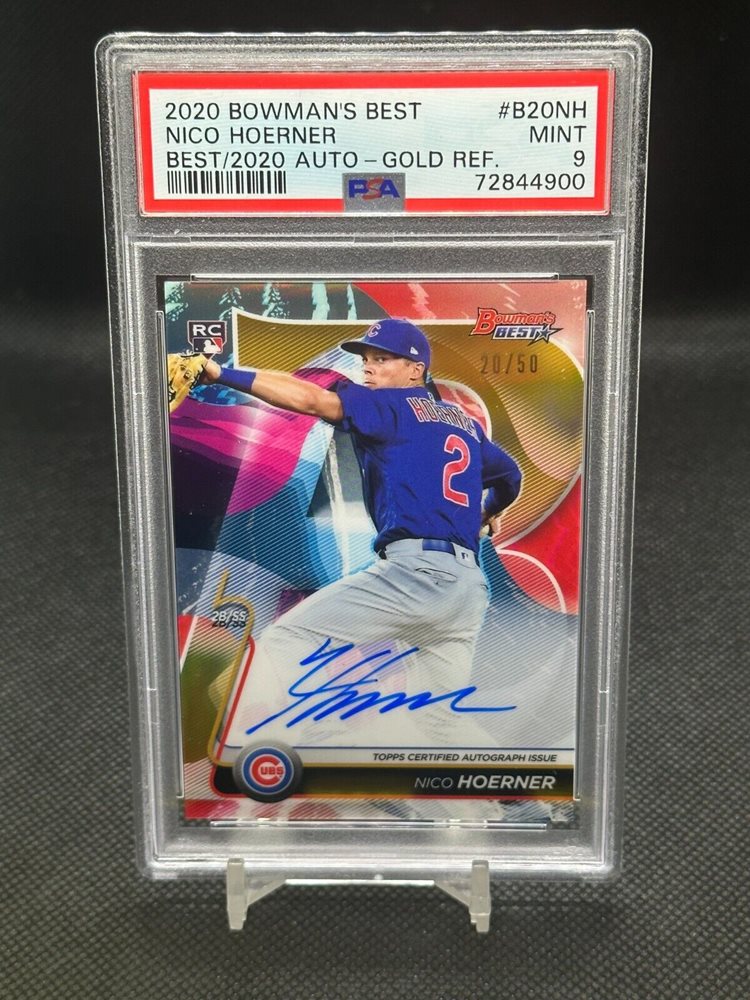 2020 BOWMAN'S BEST #B20NH
NICO HOERNER MINT
BEST/2020 AUTO – GOLD REF. 9
PSA 72844900
RC
Bowman's
BEST
20/50
C
HOERNER
2
2B/SS
TOPPS CERTIFIED AUTOGRAPH ISSUE
CUBS
NICO HOERNER